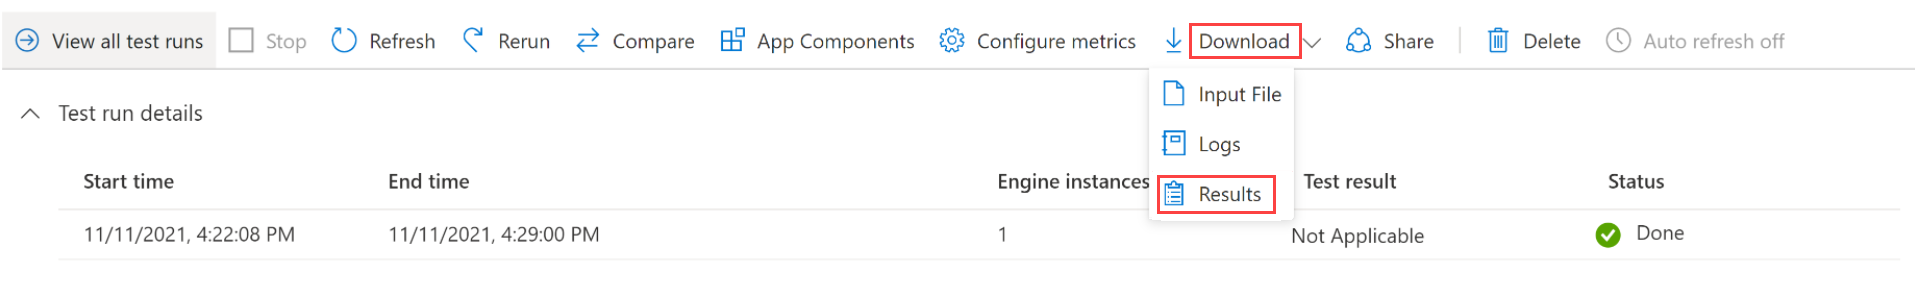 View all test runs Stop Refresh Rerun Compare App Components Configure metrics Download Share Delete Auto refresh off
Input File
Logs
Results
Test run details
Start time End time Engine instances Test result Status
11/11/2021, 4:22:08 PM 11/11/2021, 4:29:00 PM 1 Not Applicable Done